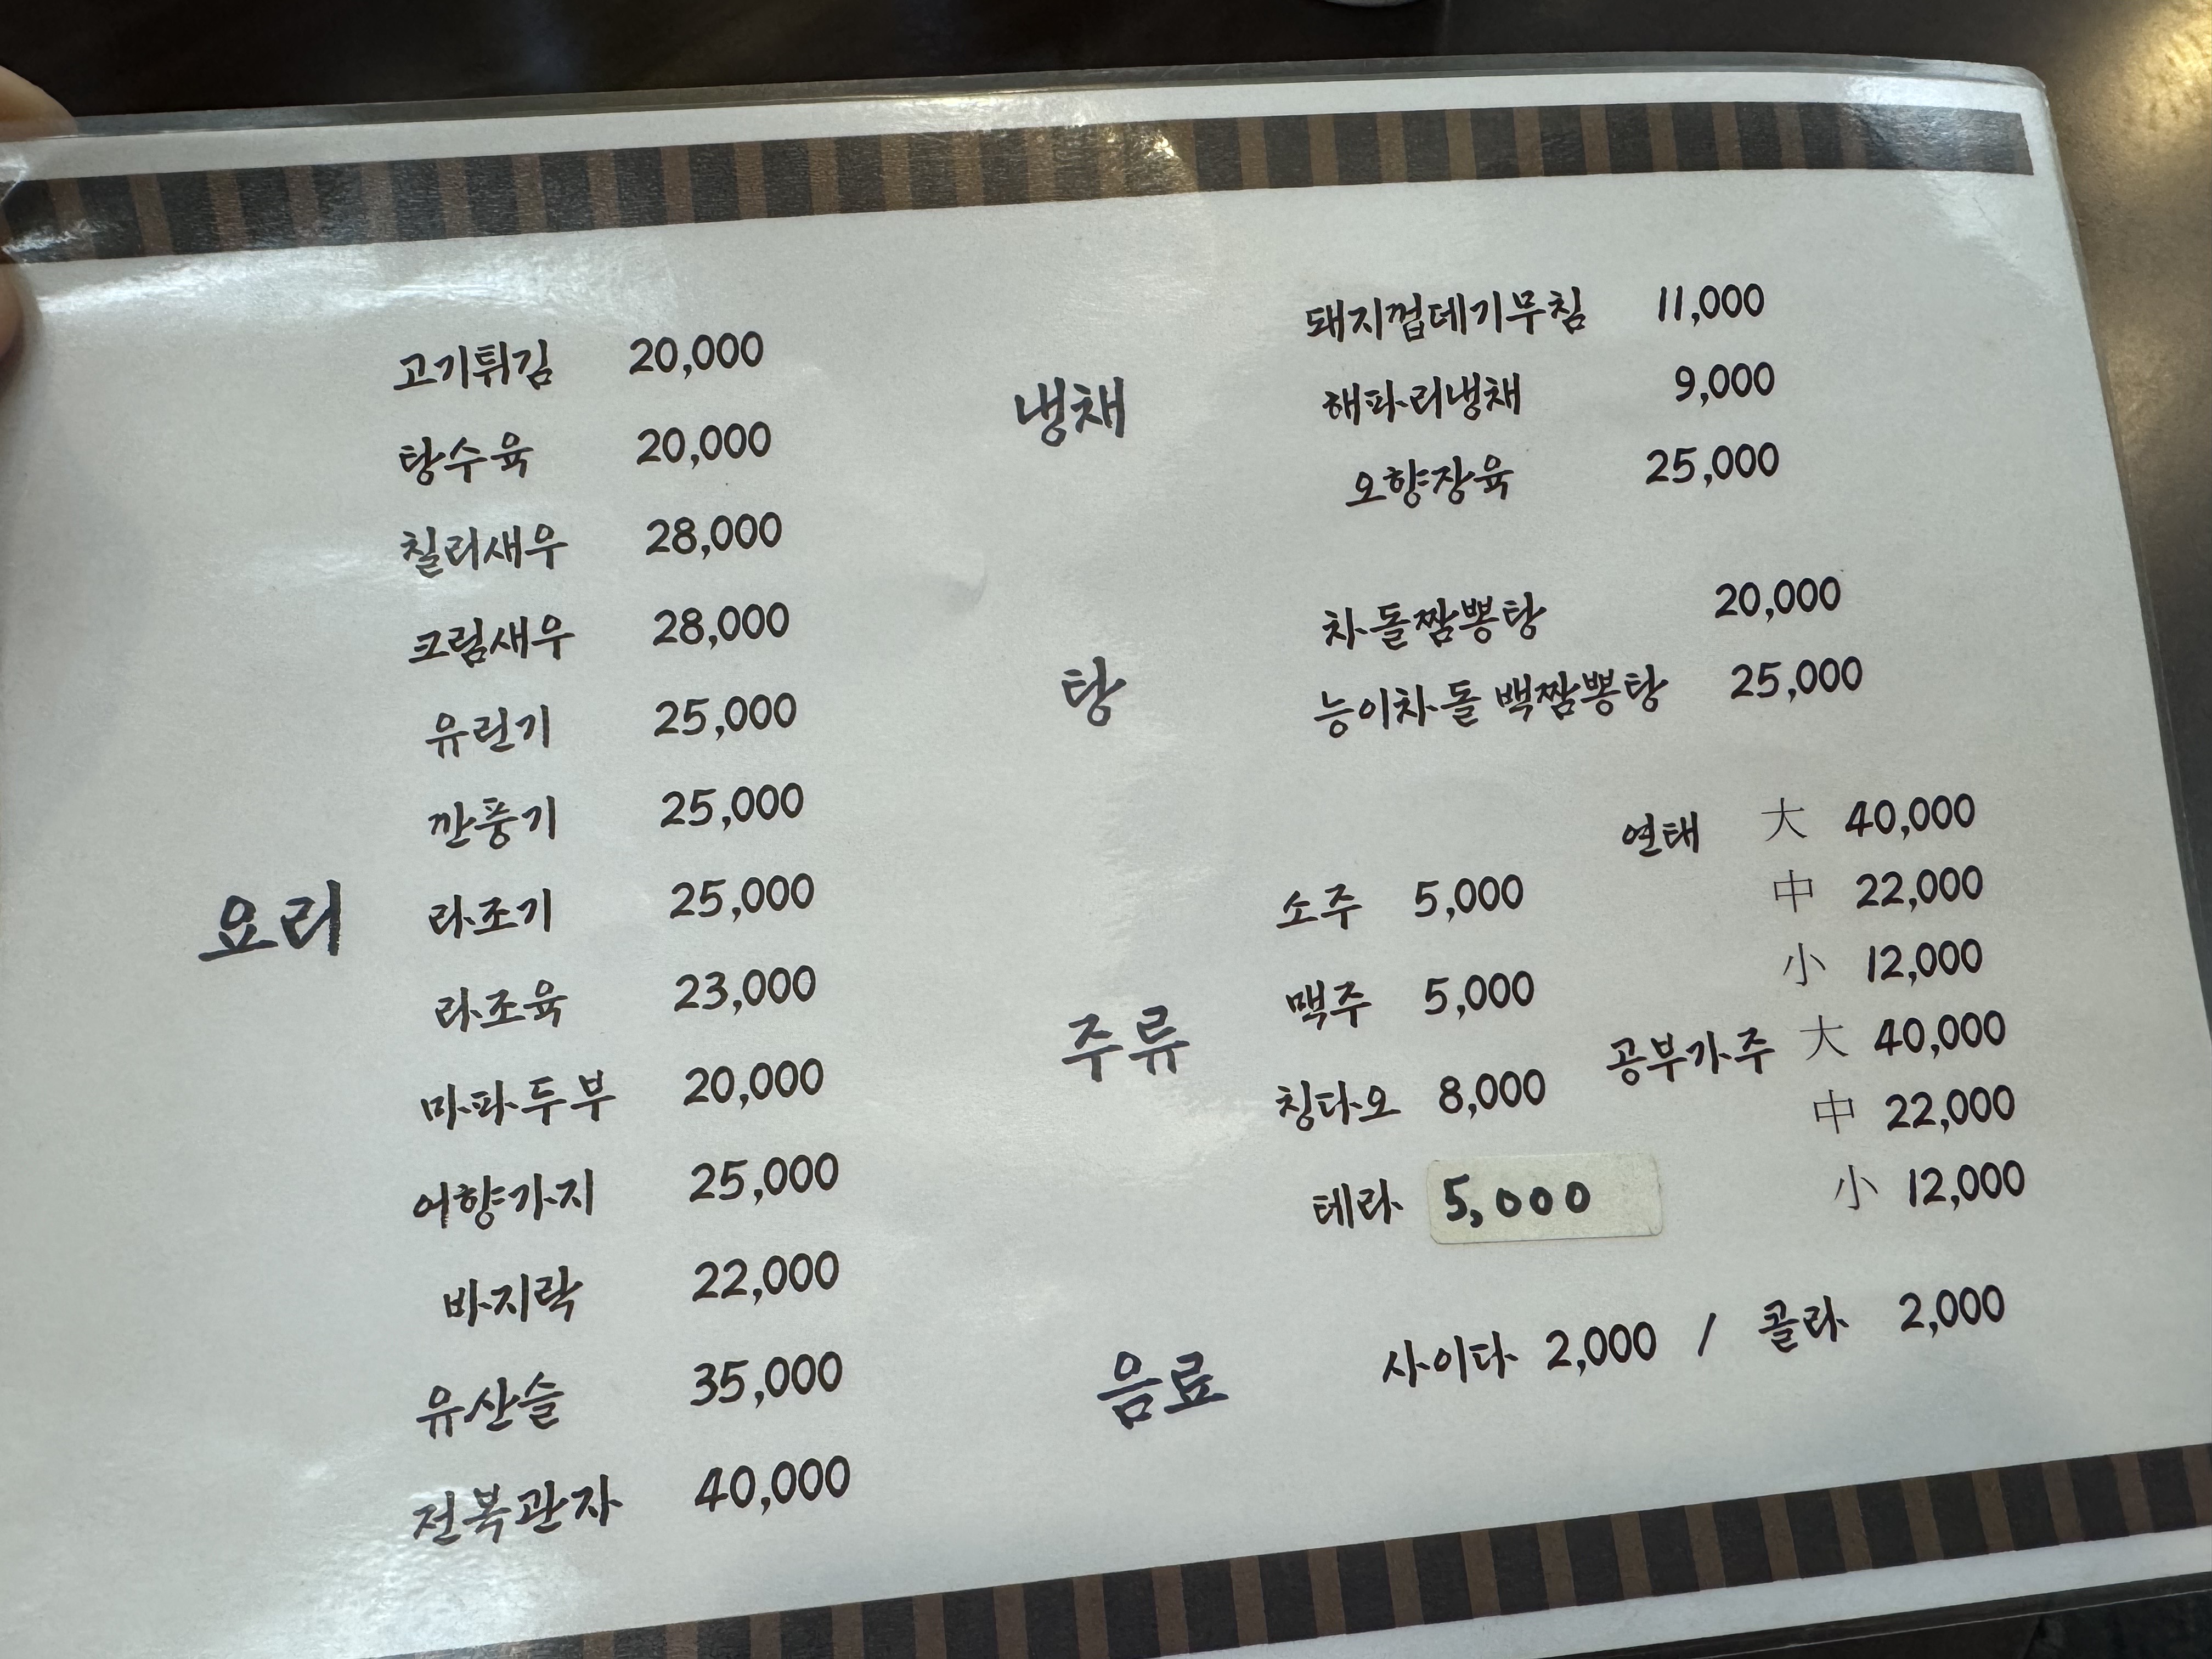 요리
고기튀김 20,000
탕수육 20,000
칠리새우 28,000
크림새우 28,000
유린기 25,000
깐풍기 25,000
라조기 25,000
라조육 23,000
마파두부 20,000
어향가지 25,000
바지락 22,000
유산슬 35,000
전복관자 40,000
냉채
돼지껍데기무침 11,000
해파리냉채 9,000
오향장육 25,000
탕
차돌짬뽕탕 20,000
능이차돌 백짬뽕탕 25,000
주류
소주 5,000
맥주 5,000
칭다오 8,000
테라 5,000
연태 大 40,000
中 22,000
小 12,000
공부가주 大 40,000
中 22,000
小 12,000
음료
사이다 2,000 / 콜라 2,000